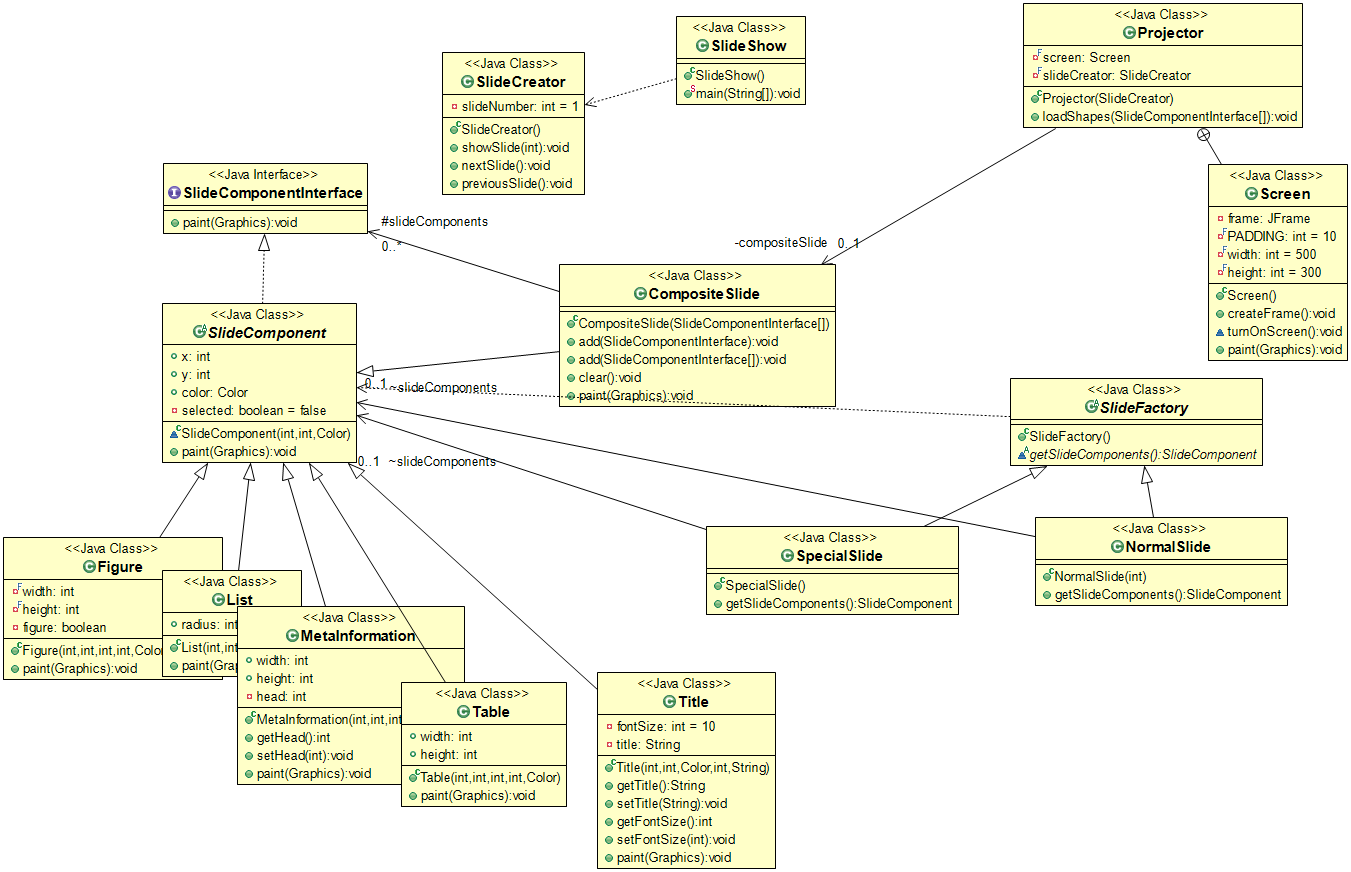 <<Java Class>>
SlideShow
SlideShow()
main(String[]):void
<<Java Class>>
Projector
screen: Screen
slideCreator: SlideCreator
Projector(SlideCreator)
loadShapes(SlideComponentInterface[]):void
<<Java Class>>
SlideCreator
slideNumber: int = 1
SlideCreator()
showSlide(int):void
nextSlide():void
previousSlide():void
<<Java Interface>>
SlideComponentInterface
paint(Graphics):void
#slideComponents
0..*
-compositeSlide 0..1
<<Java Class>>
Screen
frame: JFrame
PADDING: int = 10
width: int = 500
height: int = 300
Screen()
createFrame():void
turnOnScreen():void
paint(Graphics):void
<<Java Class>>
CompositeSlide
CompositeSlide(SlideComponentInterface[])
add(SlideComponentInterface):void
add(SlideComponentInterface[]):void
clear():void
paint(Graphics):void
<<Java Class>>
SlideComponent
x: int
y: int
color: Color
selected: boolean = false
SlideComponent(int,int,Color)
paint(Graphics):void
0..1 ~slideComponents
0..1 ~slideComponents
<<Java Class>>
SlideFactory
SlideFactory()
getSlideComponents():SlideComponent
<<Java Class>>
SpecialSlide
SpecialSlide()
getSlideComponents():SlideComponent
<<Java Class>>
NormalSlide
NormalSlide(int)
getSlideComponents():SlideComponent
<<Java Class>>
Figure
width: int
height: int
figure: boolean
Figure(int,int,int,int,Colo
paint(Graphics):void
<<Java Class>>
List
radius: int
List(int,int
paint(Grap
<<Java Class>>
MetaInformation
width: int
height: int
head: int
MetaInformation(int,int,int
getHead():int
setHead(int):void
paint(Graphics):void
<<Java Class>>
Table
width: int
height: int
Table(int,int,int,int,Color)
paint(Graphics):void
<<Java Class>>
Title
fontSize: int = 10
title: String
Title(int,int,Color,int,String)
getTitle():String
setTitle(String):void
getFontSize():int
setFontSize(int):void
paint(Graphics):void